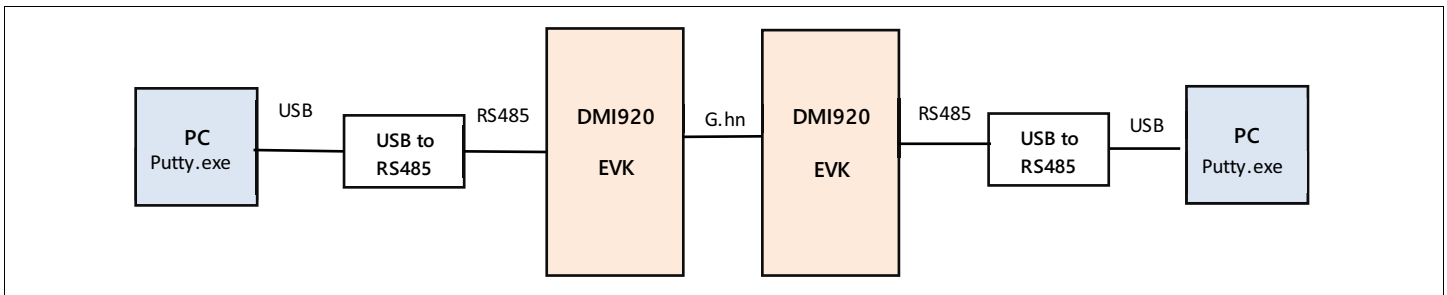 PC
Putty.exe
USB
USB to
RS485
RS485
DMI920
EVK
G.hn
DMI920
EVK
RS485
USB to
RS485
USB
PC
Putty.exe